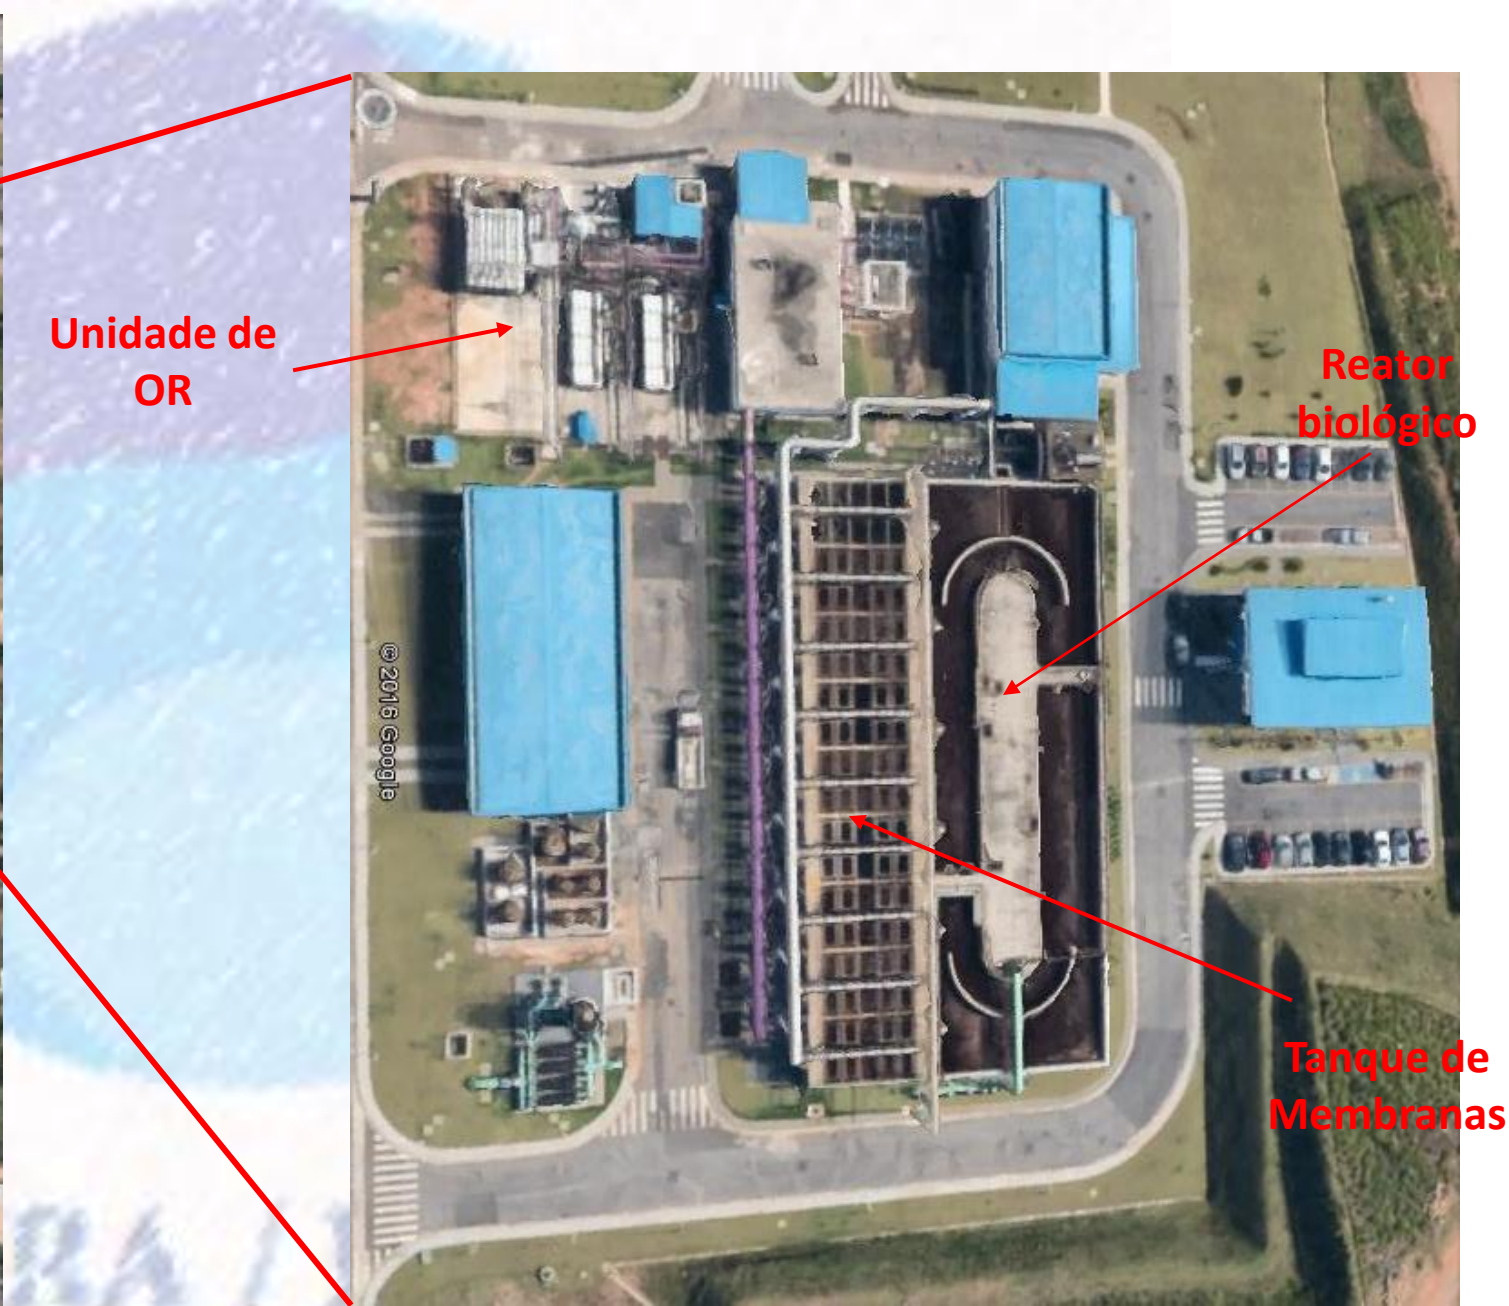 Unidade de
OR
Reator
biológico
©2016 Google
Tanque de
Membranas